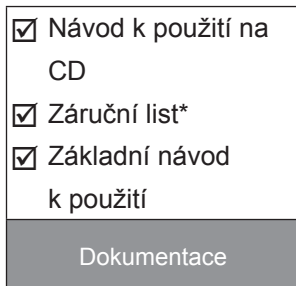 ☑ Návod k použití na
CD
☑ Záruční list*
☑ Základní návod
k použití
Dokumentace